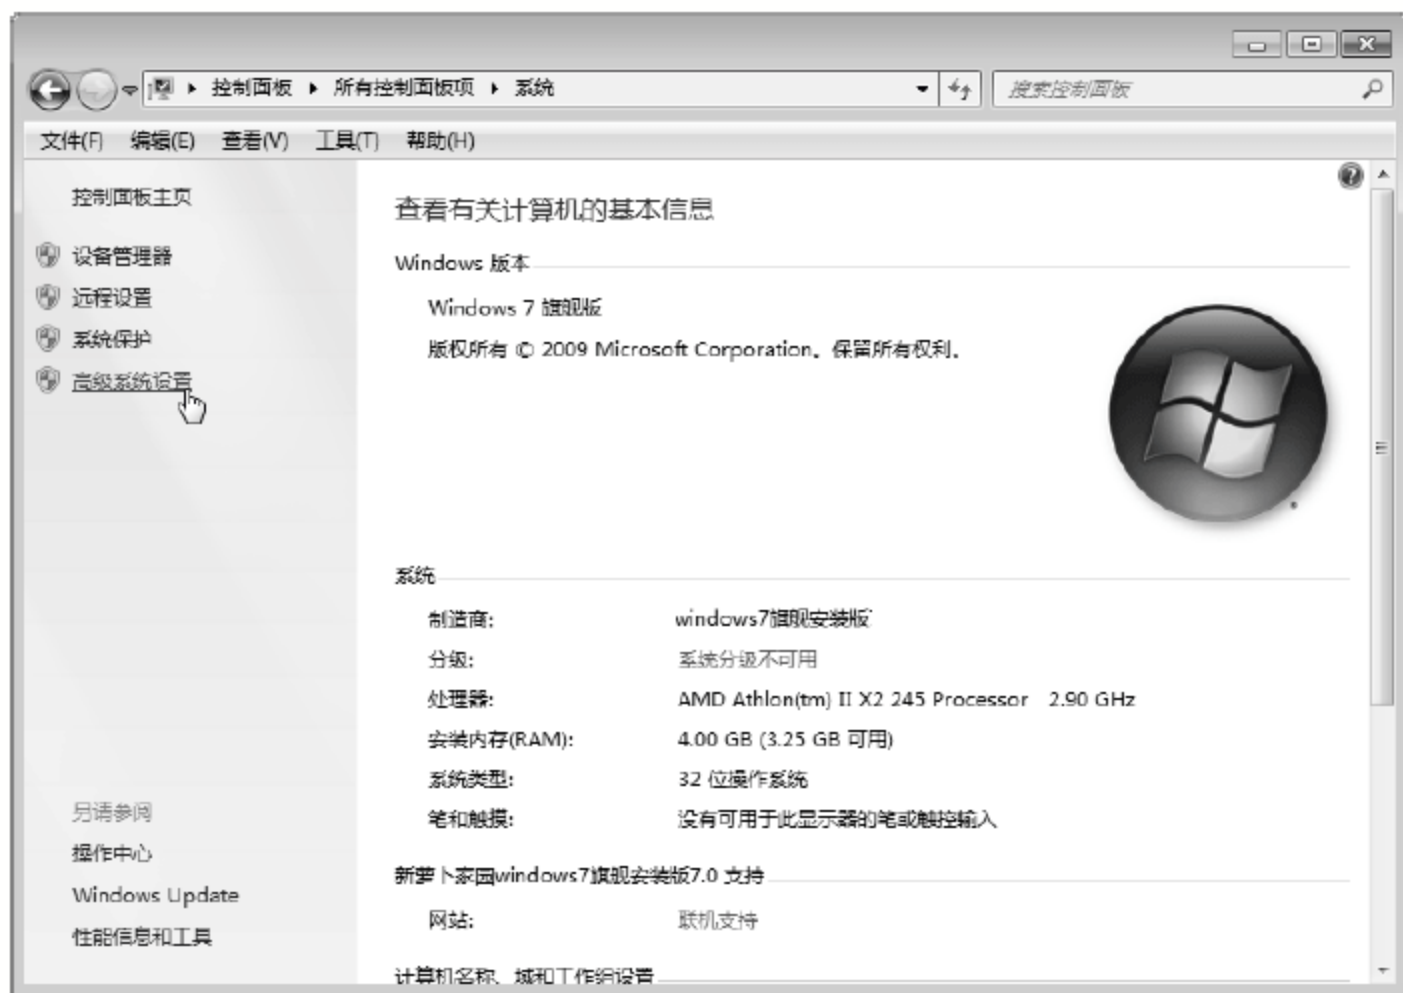 控制面板 ▶ 所有控制面板项 ▶ 系统
搜索控制面板
文件(F) 编辑(E) 查看(V) 工具(T) 帮助(H)
控制面板主页
设备管理器
远程设置
系统保护
高级系统设置
另请参阅
操作中心
Windows Update
性能信息和工具
查看有关计算机的基本信息
Windows 版本
Windows 7 旗舰版
版权所有 © 2009 Microsoft Corporation。保留所有权利。
系统
制造商: windows7旗舰安装版
分级: 系统分级不可用
处理器: AMD Athlon(tm) II X2 245 Processor 2.90 GHz
安装内存(RAM): 4.00 GB (3.25 GB 可用)
系统类型: 32 位操作系统
笔和触摸: 没有可用于此显示器的笔或触控输入
新萝卜家园windows7旗舰安装版7.0 支持
网站: 联机支持
计算机名称、域和工作组设置